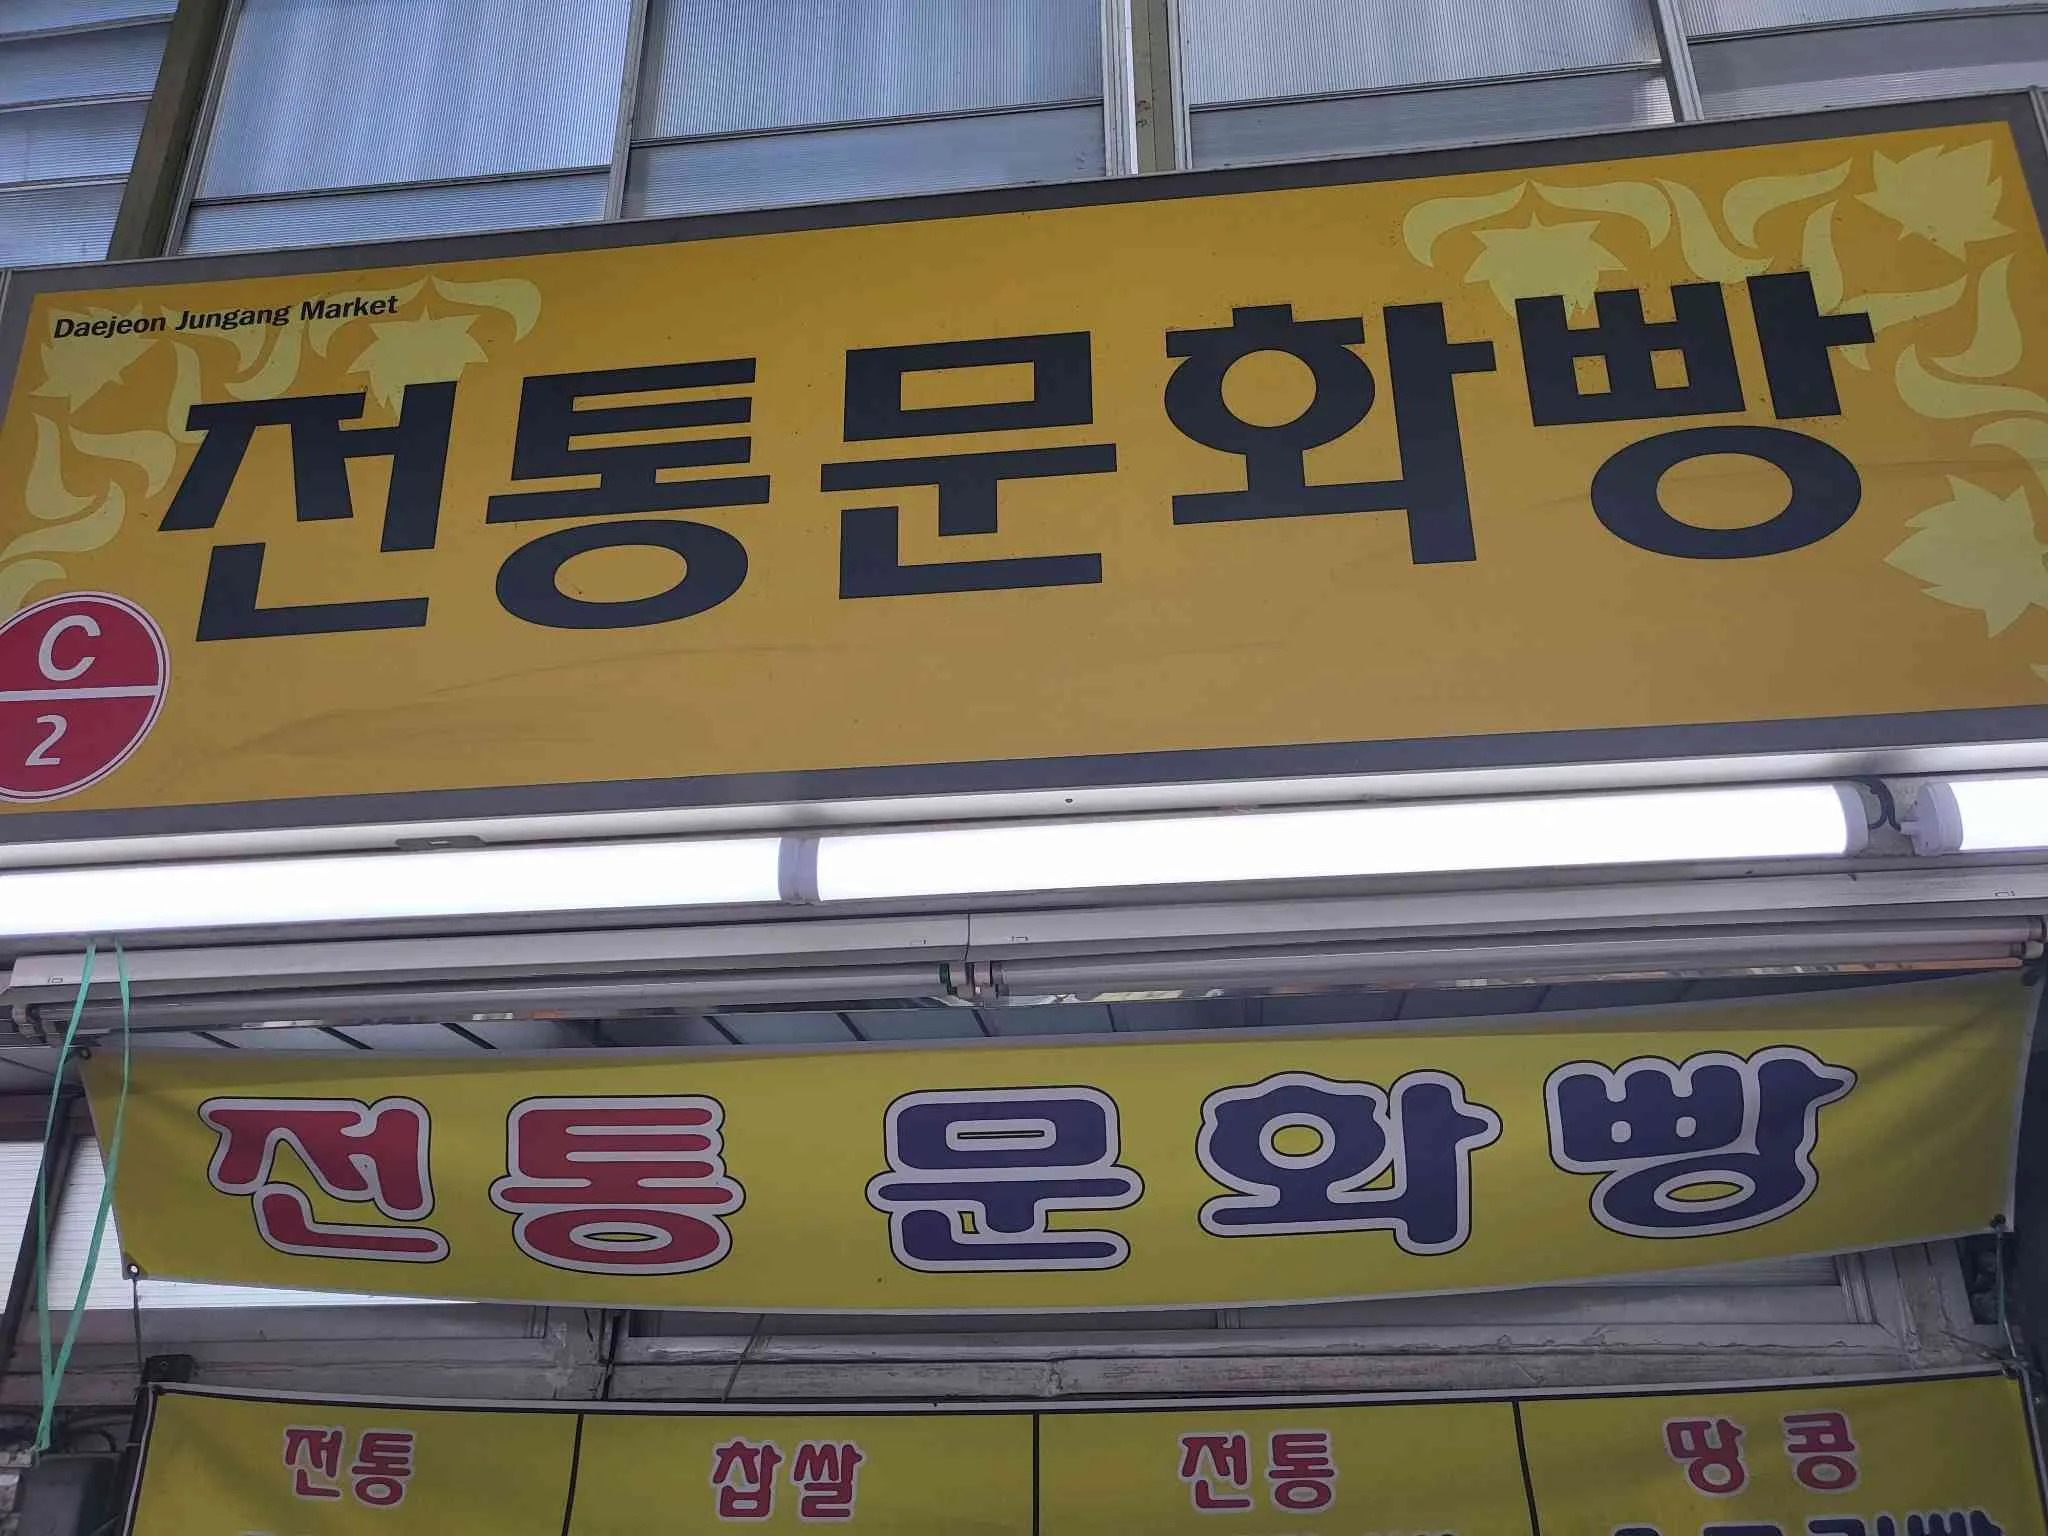 Daejeon Jungang Market
전통문화빵
C
2
전통 문화빵
전통 찹쌀 전통 땅콩